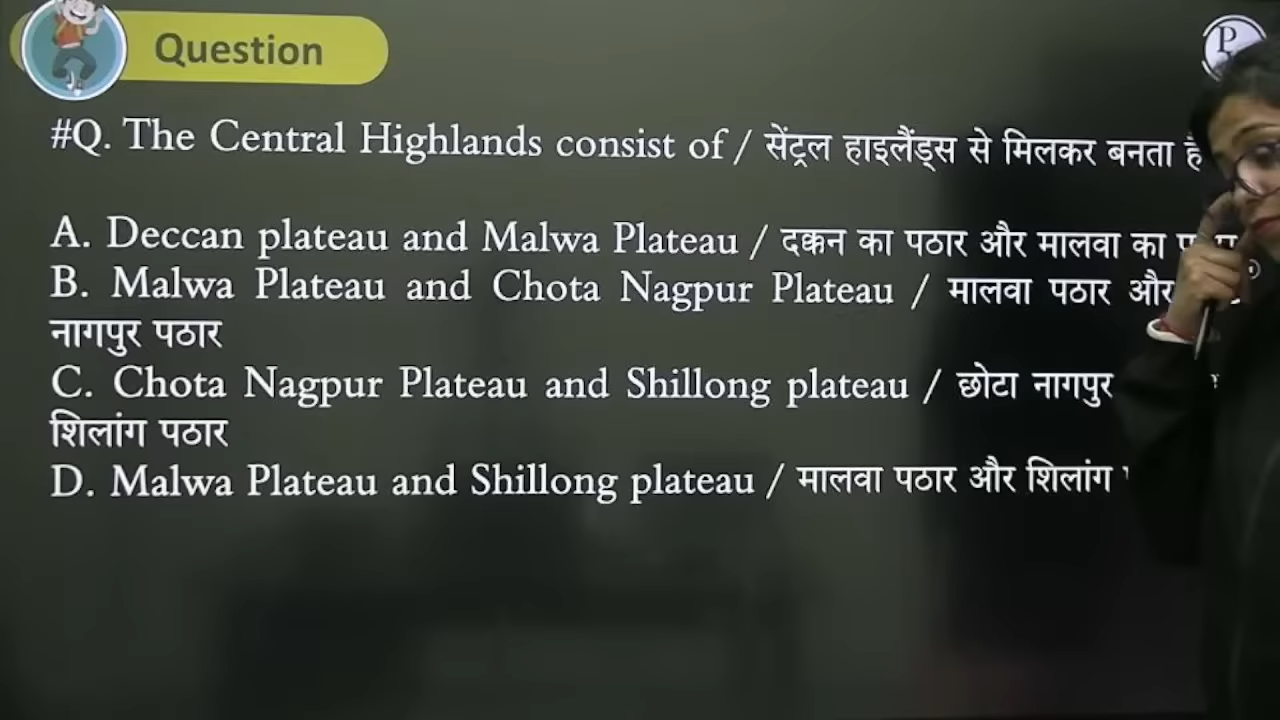 Question
P
#Q. The Central Highlands consist of / सेंट्रल हाइलैंड्स से मिलकर बनता है
A. Deccan plateau and Malwa Plateau / दक्कन का पठार और मालवा का
B. Malwa Plateau and Chota Nagpur Plateau / मालवा पठार और
नागपुर पठार
C. Chota Nagpur Plateau and Shillong plateau / छोटा नागपुर
शिलांग पठार
D. Malwa Plateau and Shillong plateau / मालवा पठार और शिलांग